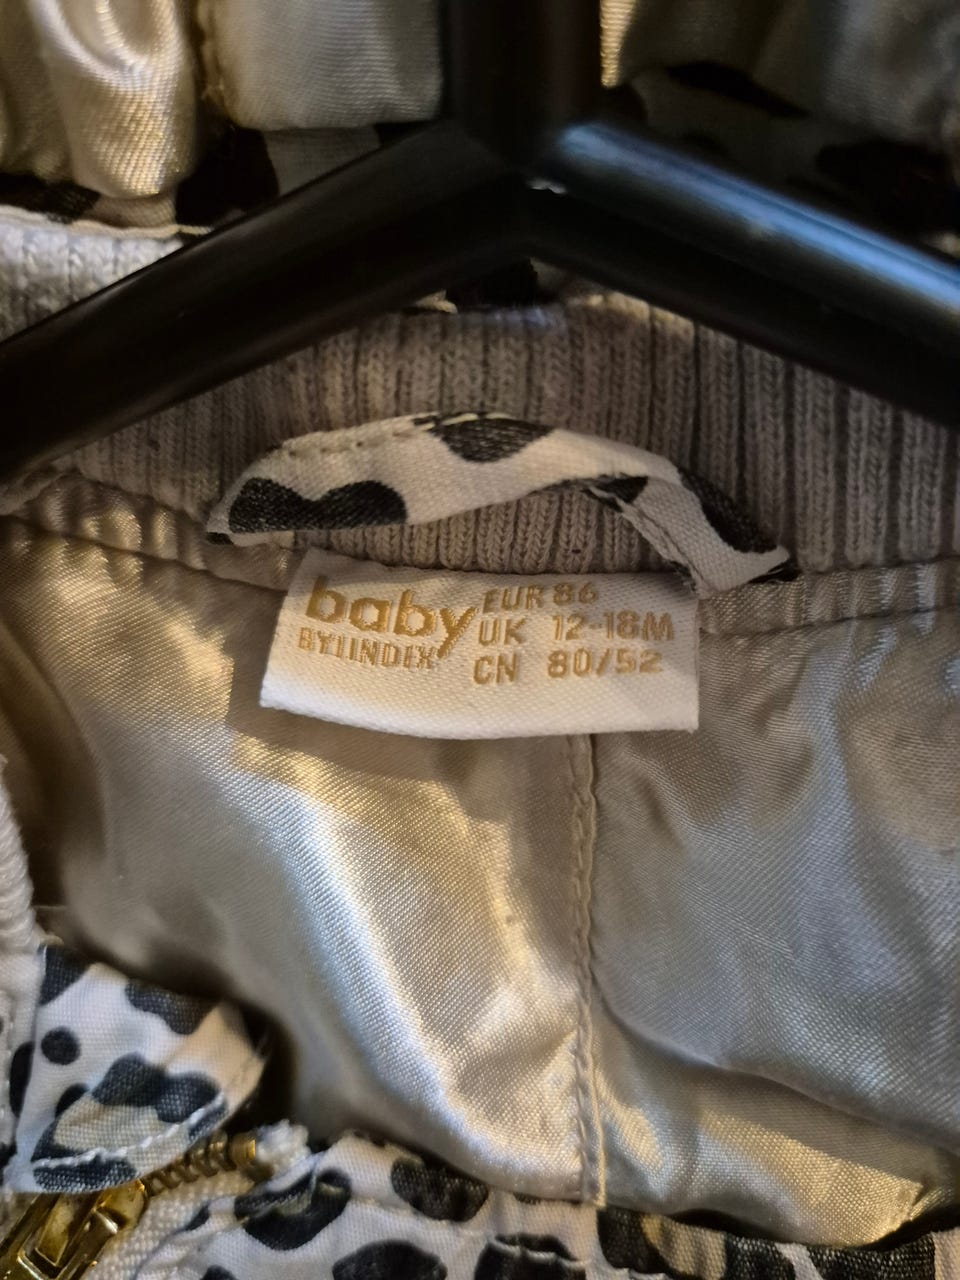 baby
BY LINDEX
EUR 86
UK 12-18M
CN 80/52